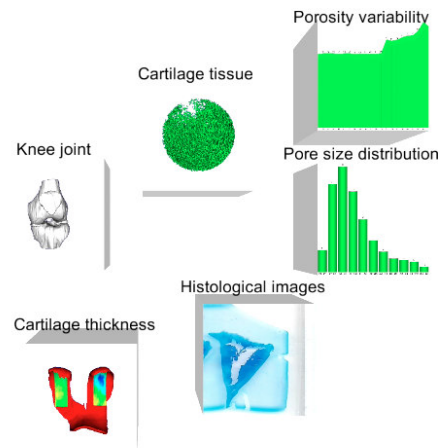 Porosity variability
Cartilage tissue
Knee joint
Pore size distribution
Histological images
Cartilage thickness